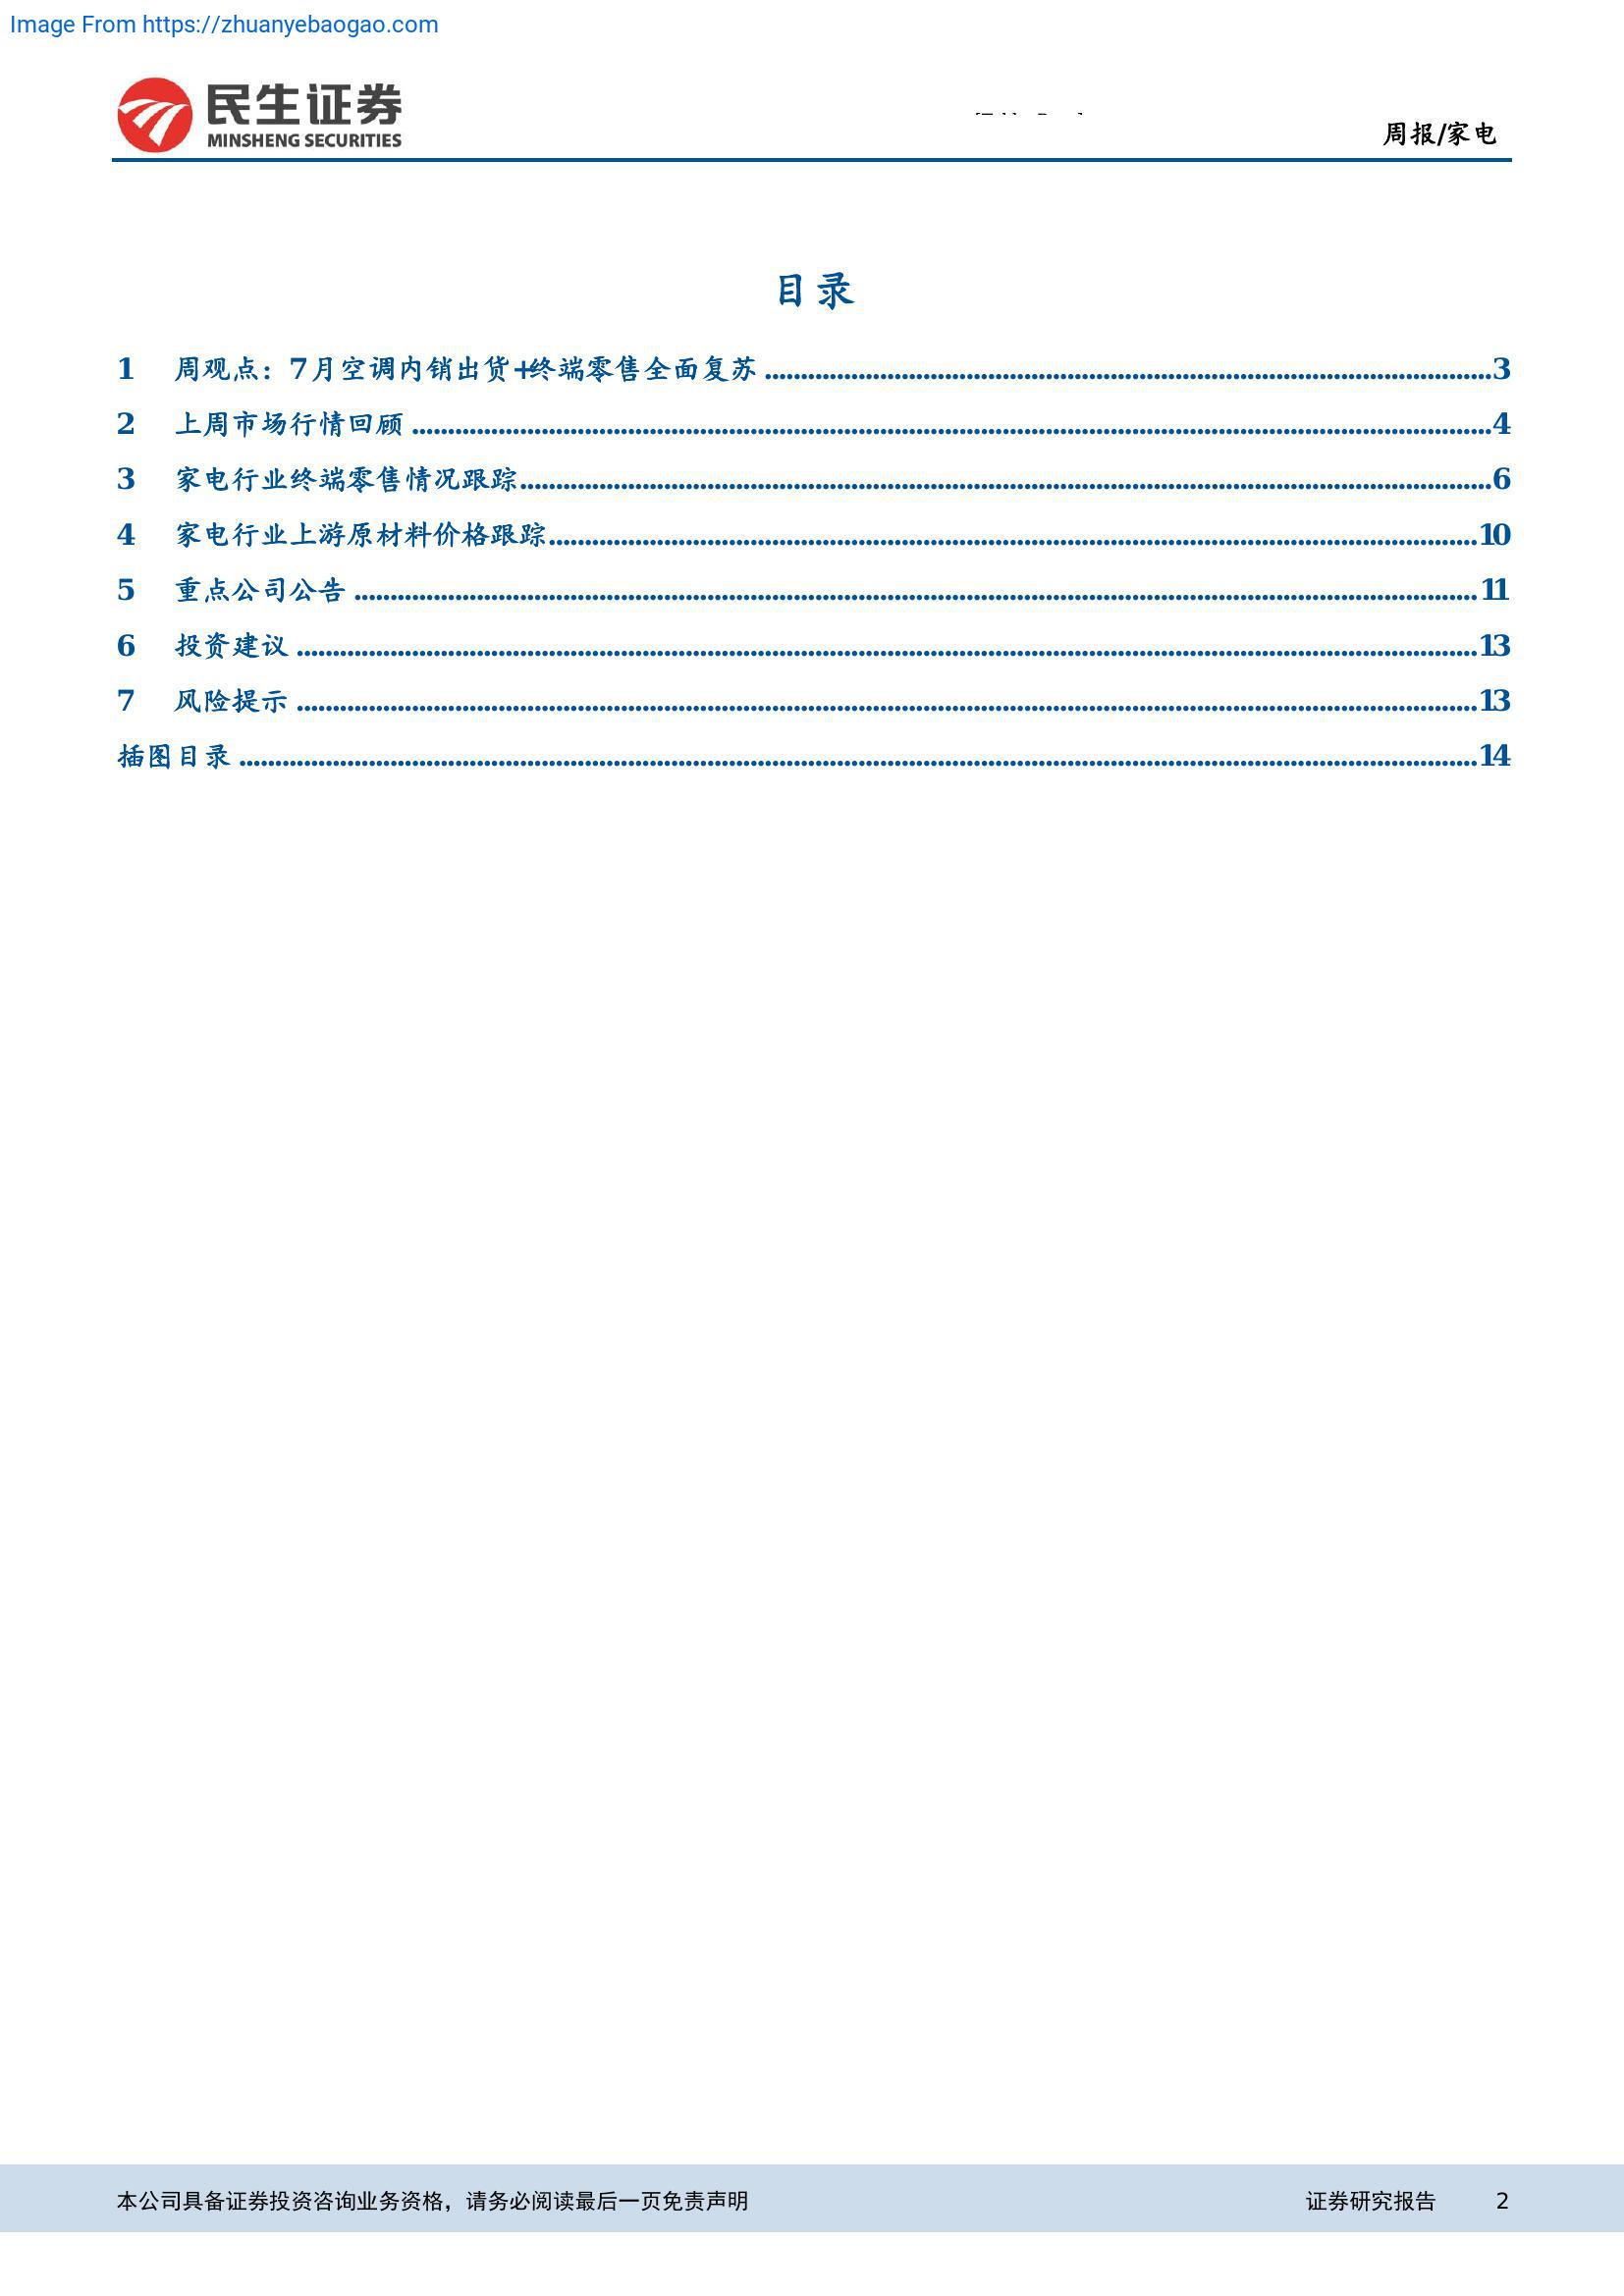 Image From https://zhuanyebaogao.com
民生证券
MINSHENG SECURITIES
周报/家电
目录
1 周观点：7月空调内销出货+终端零售全面复苏 ........ 3
2 上周市场行情回顾 ........ 4
3 家电行业终端零售情况跟踪 ........ 6
4 家电行业上游原材料价格跟踪 ........ 10
5 重点公司公告 ........ 11
6 投资建议 ........ 13
7 风险提示 ........ 13
插图目录 ........ 14
本公司具备证券投资咨询业务资格，请务必阅读最后一页免责声明 证券研究报告 2